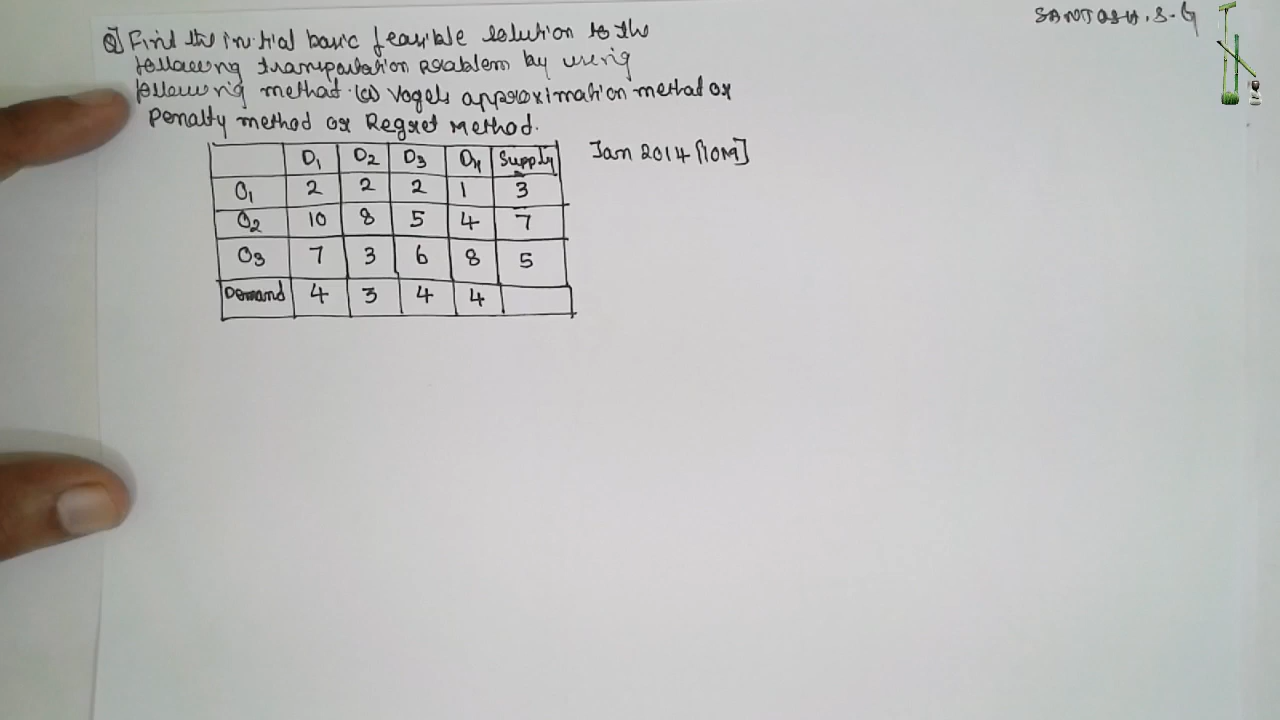 SANTOSH.S.G
Q] Find the initial basic feasible solution to the
following transportation problem by using
following method. (a) Vogels approximation method or
Penalty method or Regret Method.
Jan 2014 [10M]
D1 D2 D3 D4 Supply
O1 2 2 2 1 3
O2 10 8 5 4 7
O3 7 3 6 8 5
Demand 4 3 4 4